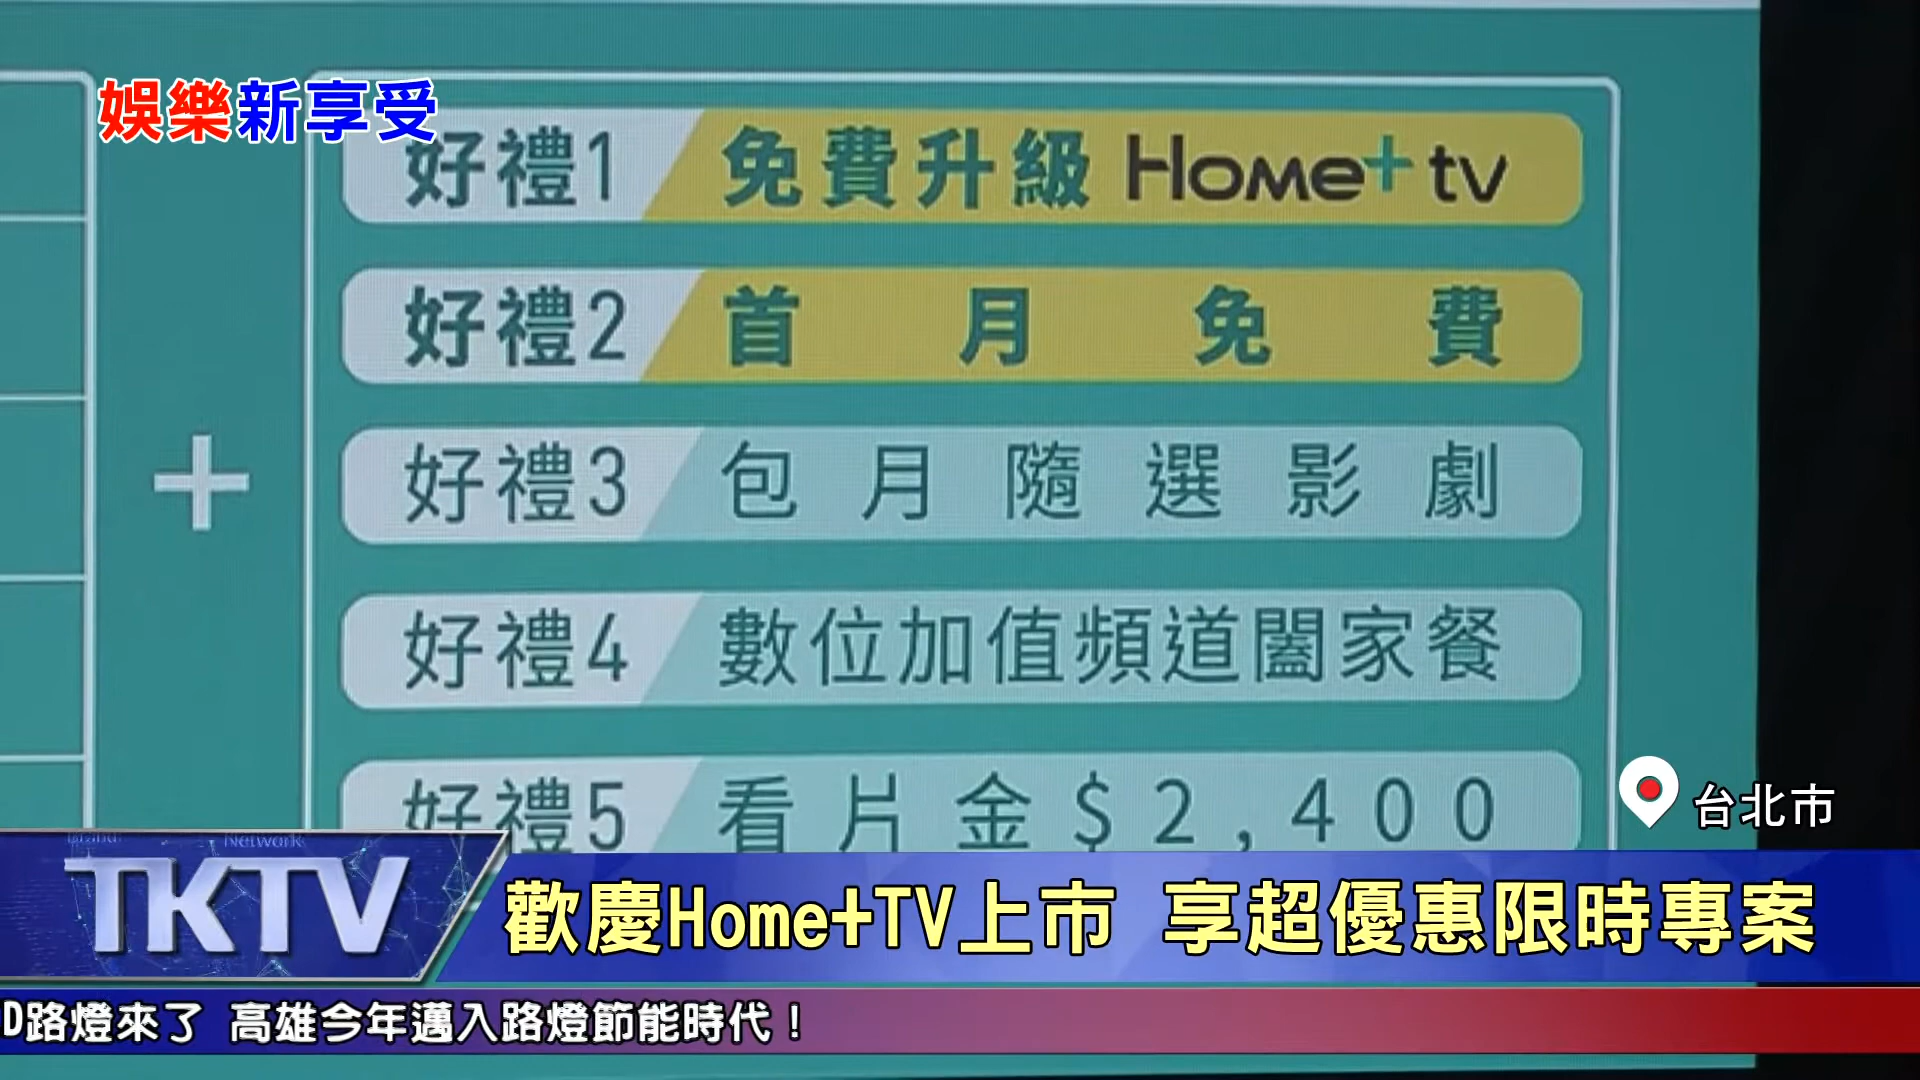 娛樂新享受
好禮1 免費升級 Home+ tv
好禮2 首月免費
好禮3 包月隨選影劇
好禮4 數位加值頻道闔家餐
好禮5 看片金$2,400
台北市
Network
TKTV
歡慶Home+TV上市 享超優惠限時專案
D路燈來了 高雄今年邁入路燈節能時代!